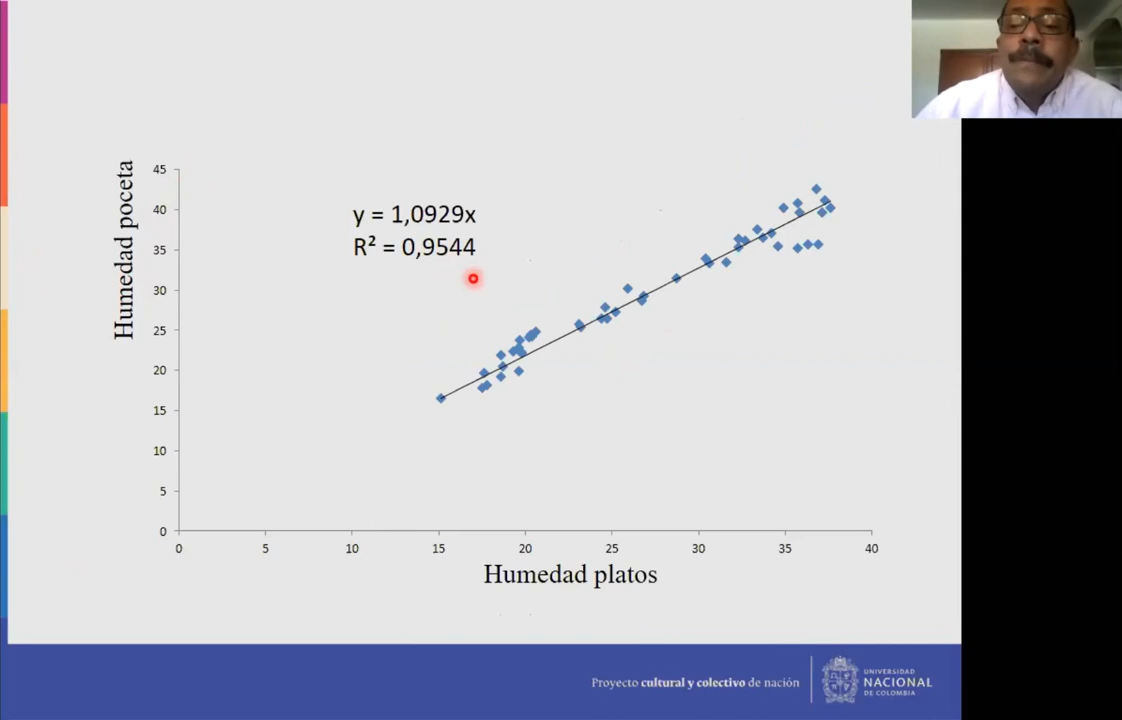 Humedad poceta
45
40
35
30
25
20
15
10
5
0
y = 1,0929x
R² = 0,9544
0 5 10 15 20 25 30 35 40
Humedad platos
Proyecto cultural y colectivo de nación
UNIVERSIDAD
NACIONAL
DE COLOMBIA